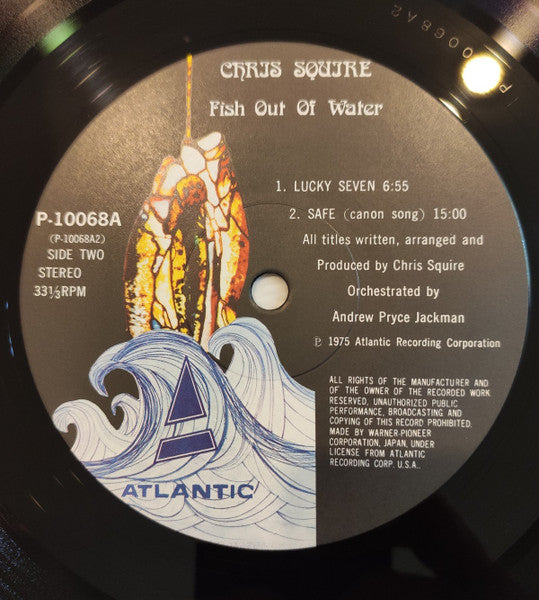 CHRIS SQUIRE
Fish Out Of Water
1. LUCKY SEVEN 6:55
2. SAFE (canon song) 15:00
All titles written, arranged and
Produced by Chris Squire
Orchestrated by
Andrew Pryce Jackman
Ⓟ 1975 Atlantic Recording Corporation
P-10068A
(P-10068A2)
SIDE TWO
STEREO
33⅓RPM
ALL RIGHTS OF THE MANUFACTURER AND
OF THE OWNER OF THE RECORDED WORK
RESERVED, UNAUTHORIZED PUBLIC
PERFORMANCE, BROADCASTING AND
COPYING OF THIS RECORD PROHIBITED.
MADE BY WARNER-PIONEER
CORPORATION, JAPAN, UNDER
LICENSE FROM ATLANTIC
RECORDING CORP. U.S.A..
ATLANTIC